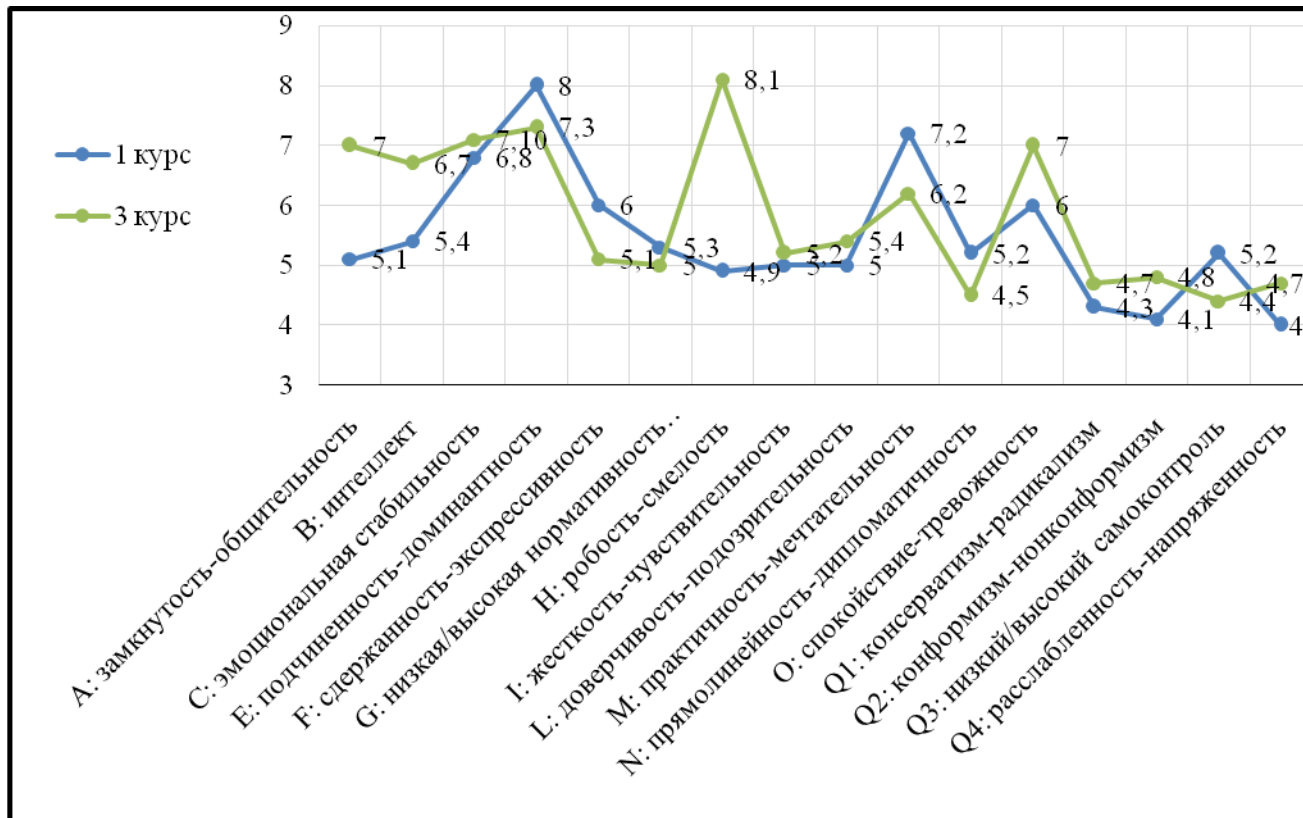 9
8
7
6
5
4
3
1 курс
3 курс
5,1
5,4
6,8
8
6
5,3
4,9
5
5
7,2
5,2
6
4,3
4,1
5,2
4
7
6,7
7,10
7,3
5,1
5
8,1
5,2
5,4
6,2
4,5
7
4,7
4,8
4,4
4,7
A: замкнутость-общительность
B: интеллект
C: эмоциональная стабильность
E: подчиненность-доминантность
F: сдержанность-экспрессивность
G: низкая/высокая нормативность…
H: робость-смелость
I: жесткость-чувствительность
L: доверчивость-подозрительность
M: практичность-мечтательность
N: прямолинейность-дипломатичность
O: спокойствие-тревожность
Q1: консерватизм-радикализм
Q2: конформизм-нонконформизм
Q3: низкий/высокий самоконтроль
Q4: расслабленность-напряженность